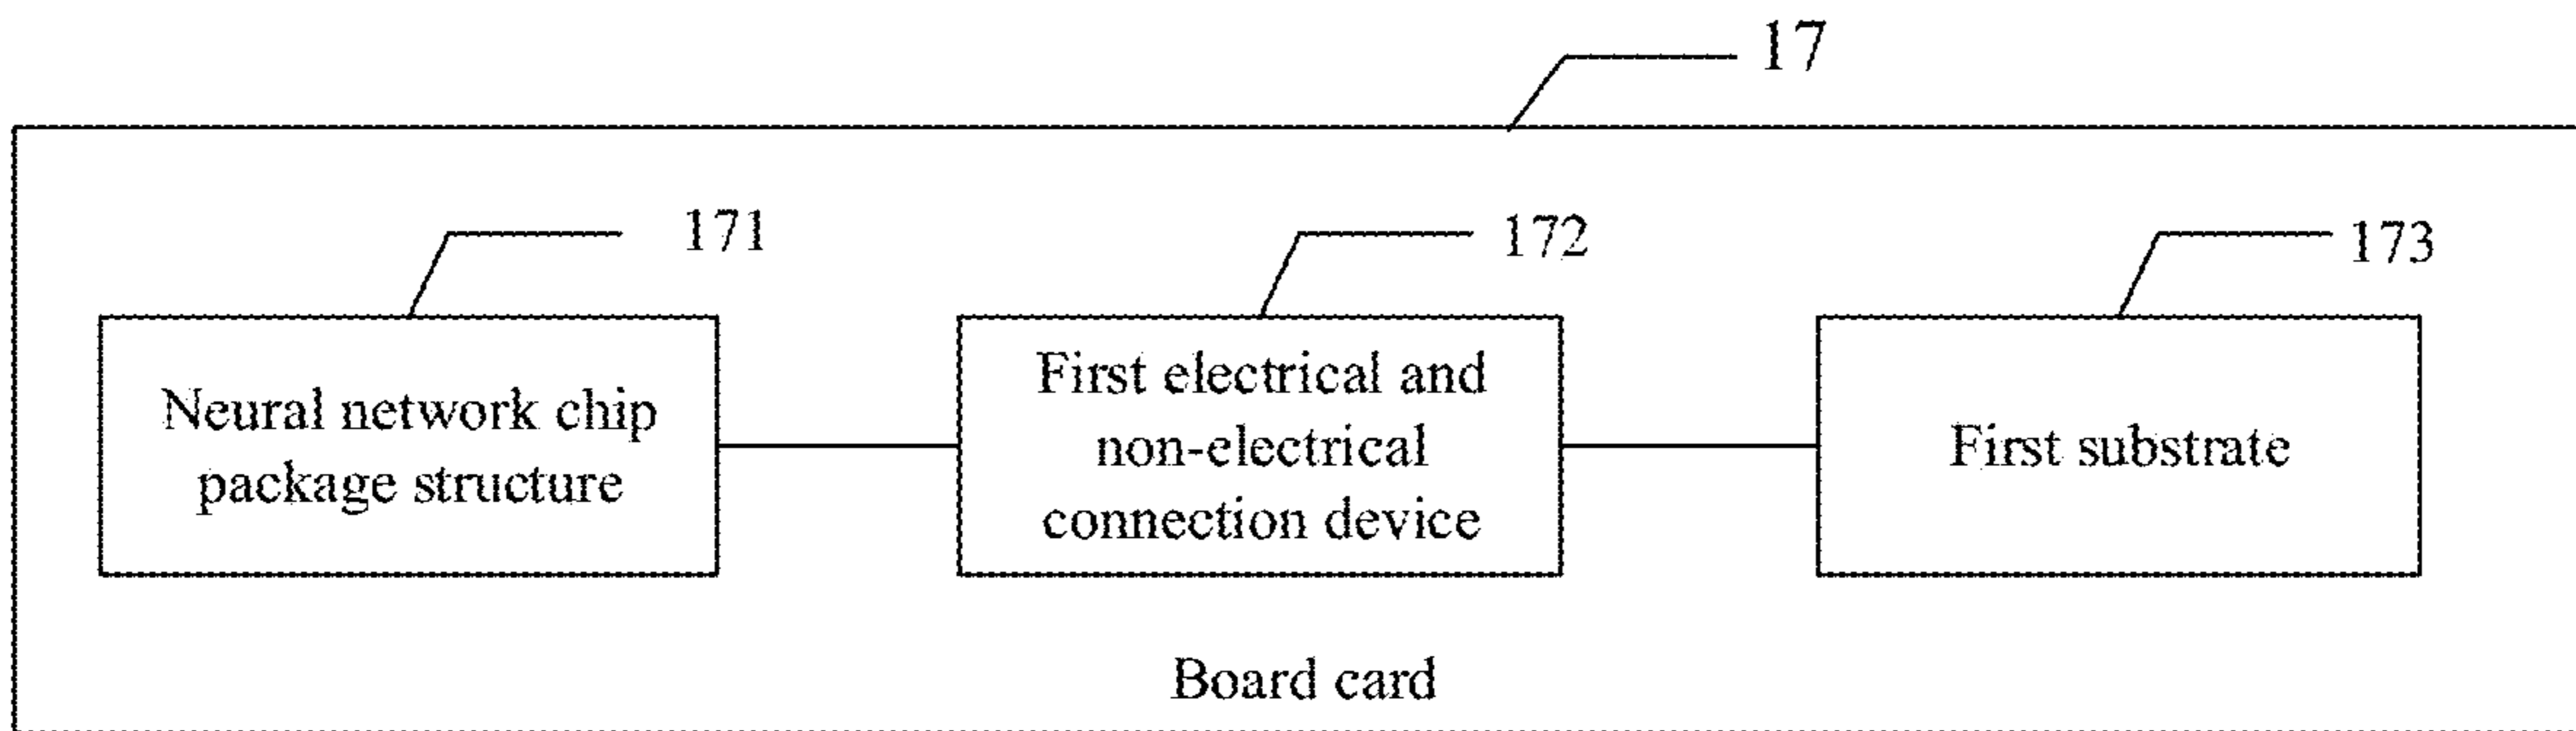 17
171
172
173
Neural network chip
package structure
First electrical and
non-electrical
connection device
First substrate
Board card